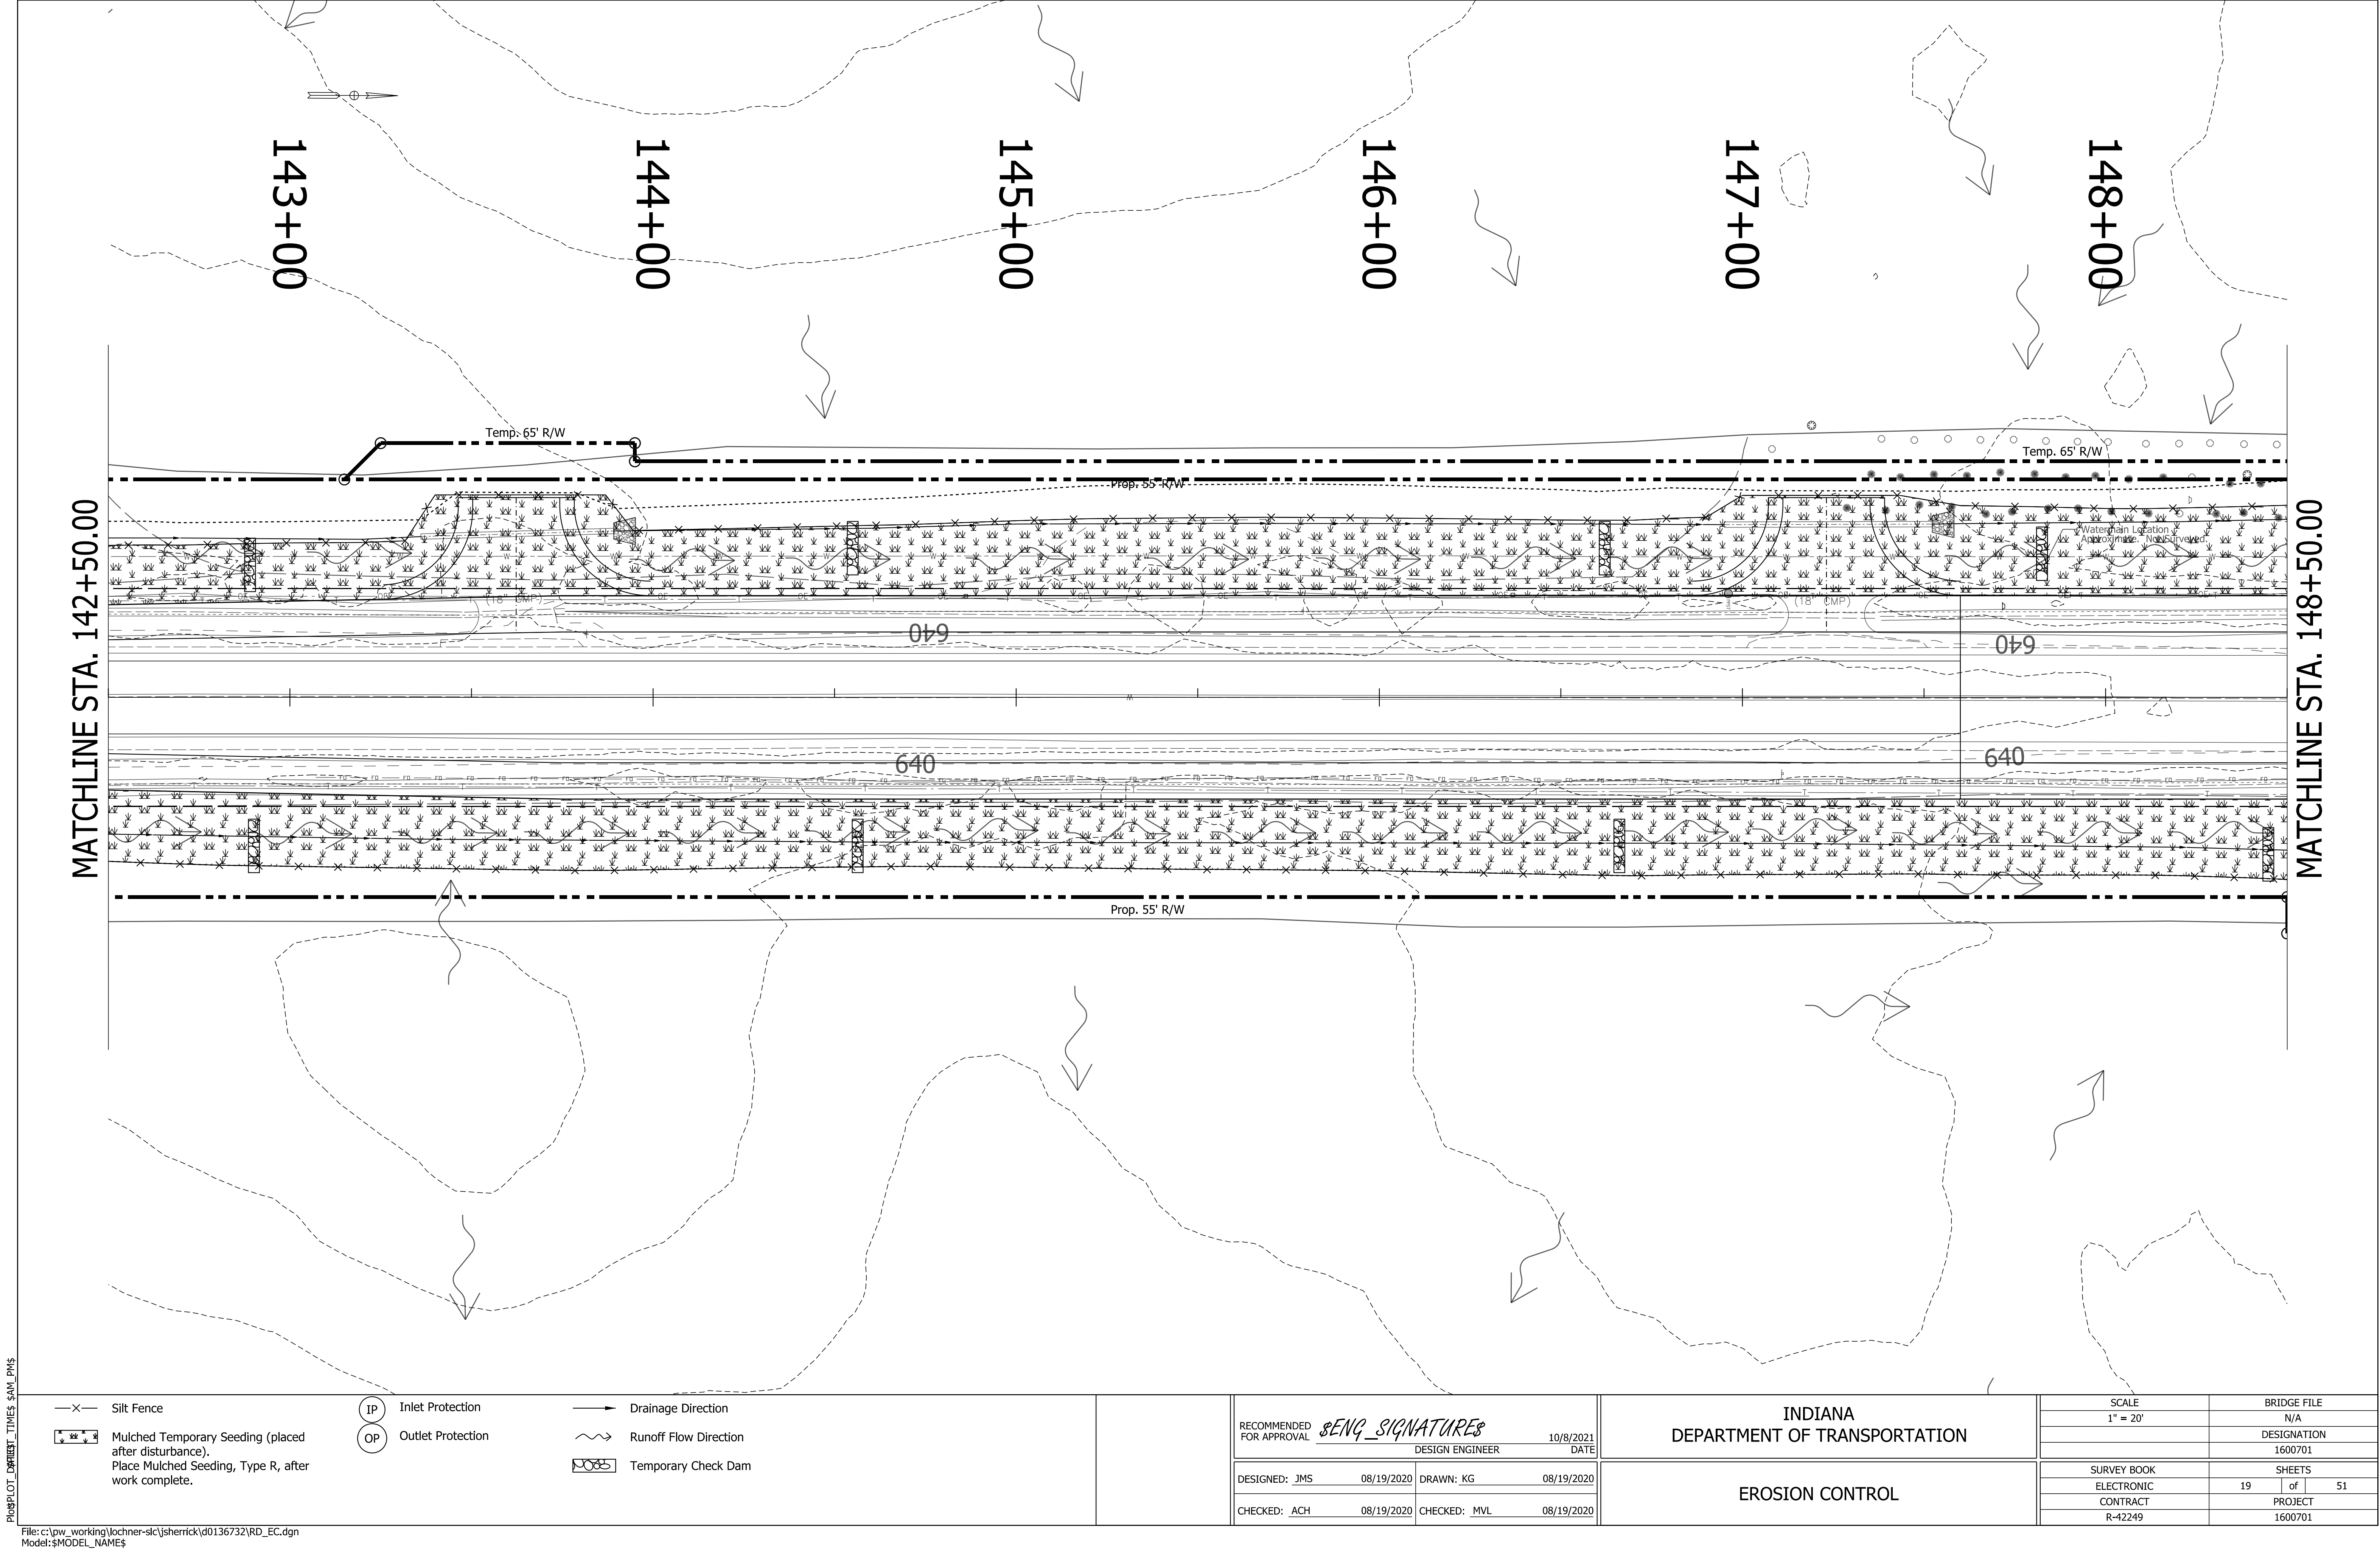 143+00
144+00
145+00
146+00
147+00
148+00
Temp. 65' R/W
Temp. 65' R/W
Prop. 55' R/W
MATCHLINE STA. 142+50.00
MATCHLINE STA. 148+50.00
Watermain Location
Approximate. Not Surveyed.
(18" CMP)
(18" CMP)
640
640
640
640
Prop. 55' R/W
Silt Fence
Mulched Temporary Seeding (placed
after disturbance).
Place Mulched Seeding, Type R, after
work complete.
IP Inlet Protection
OP Outlet Protection
Drainage Direction
Runoff Flow Direction
Temporary Check Dam
RECOMMENDED
FOR APPROVAL $ENG_SIGNATURE$ 10/8/2021
DESIGN ENGINEER DATE
DESIGNED: JMS 08/19/2020 DRAWN: KG 08/19/2020
CHECKED: ACH 08/19/2020 CHECKED: MVL 08/19/2020
INDIANA
DEPARTMENT OF TRANSPORTATION
EROSION CONTROL
SCALE
1" = 20'
BRIDGE FILE
N/A
DESIGNATION
1600701
SURVEY BOOK
ELECTRONIC
CONTRACT
R-42249
SHEETS
19 of 51
PROJECT
1600701
File:c:\pw_working\lochner-slc\jsherrick\d0136732\RD_EC.dgn
Model:$MODEL_NAME$